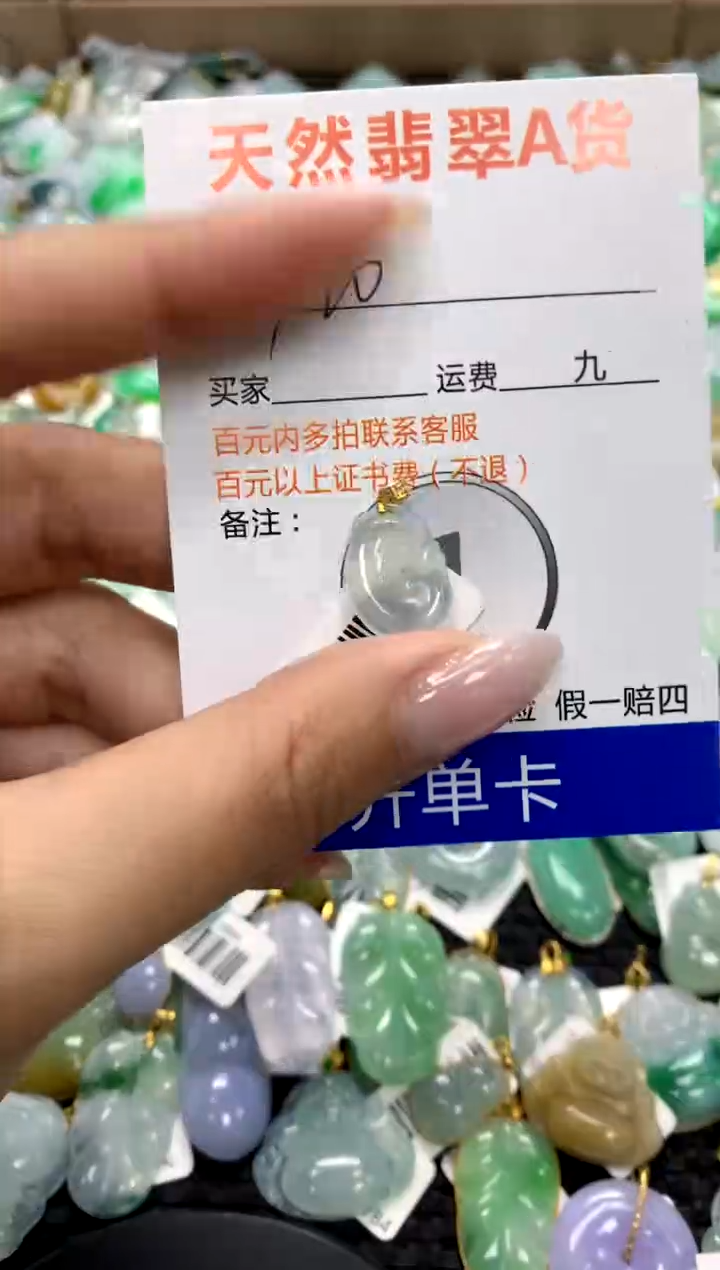 天然翡翠A货
买家 运费 九
百元内多拍联系客服
百元以上证书费（不退）
备注：
假一赔四
开单卡